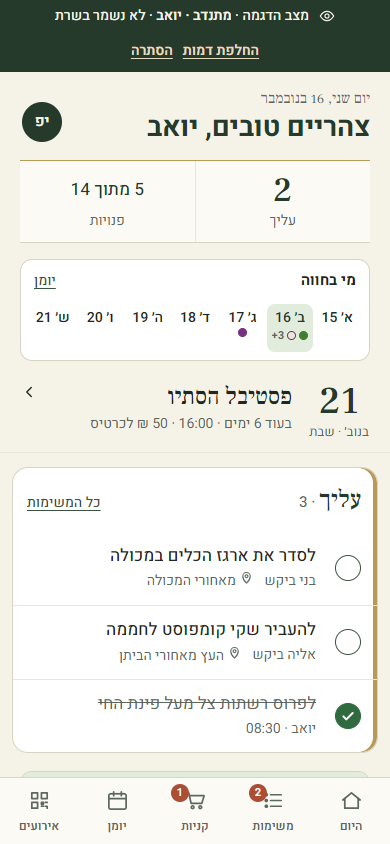 מצב הדגמה · מתנדב · יואב · לא נשמר בשרת
החלפת דמות הסתרה
יום שני, 16 בנובמבר
צהריים טובים, יואב
יפ
2
עליך
5 מתוך 14
פנויות
מי בחווה
יומן
א׳ 15 ב׳ 16 ג׳ 17 ד׳ 18 ה׳ 19 ו׳ 20 ש׳ 21
+3
21
בנוב׳ · שבת
פסטיבל הסתיו
בעוד 6 ימים · 16:00 · 50 ₪ לכרטיס
עליך · 3
כל המשימות
לסדר את ארגז הכלים במכולה
בני ביקש מאחורי המכולה
להעביר שקי קומפוסט לחממה
אליה ביקש העץ מאחורי הביתן
לפרוס רשתות צל מעל פינת החי
יואב · 08:30
היום
2 משימות
1 קניות
יומן
אירועים